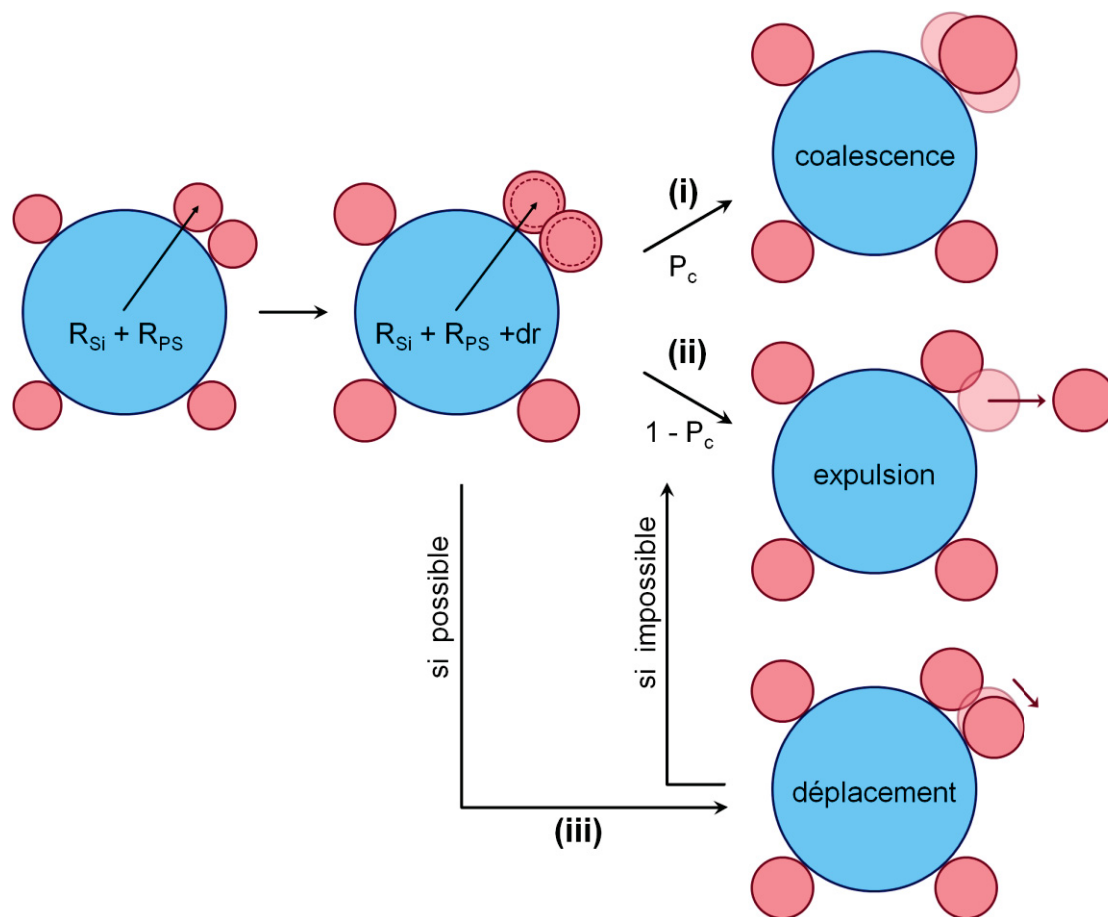 R_Si + R_PS
R_Si + R_PS +dr
(i)
P_c
coalescence
(ii)
1 - P_c
expulsion
si possible
si impossible
(iii)
déplacement